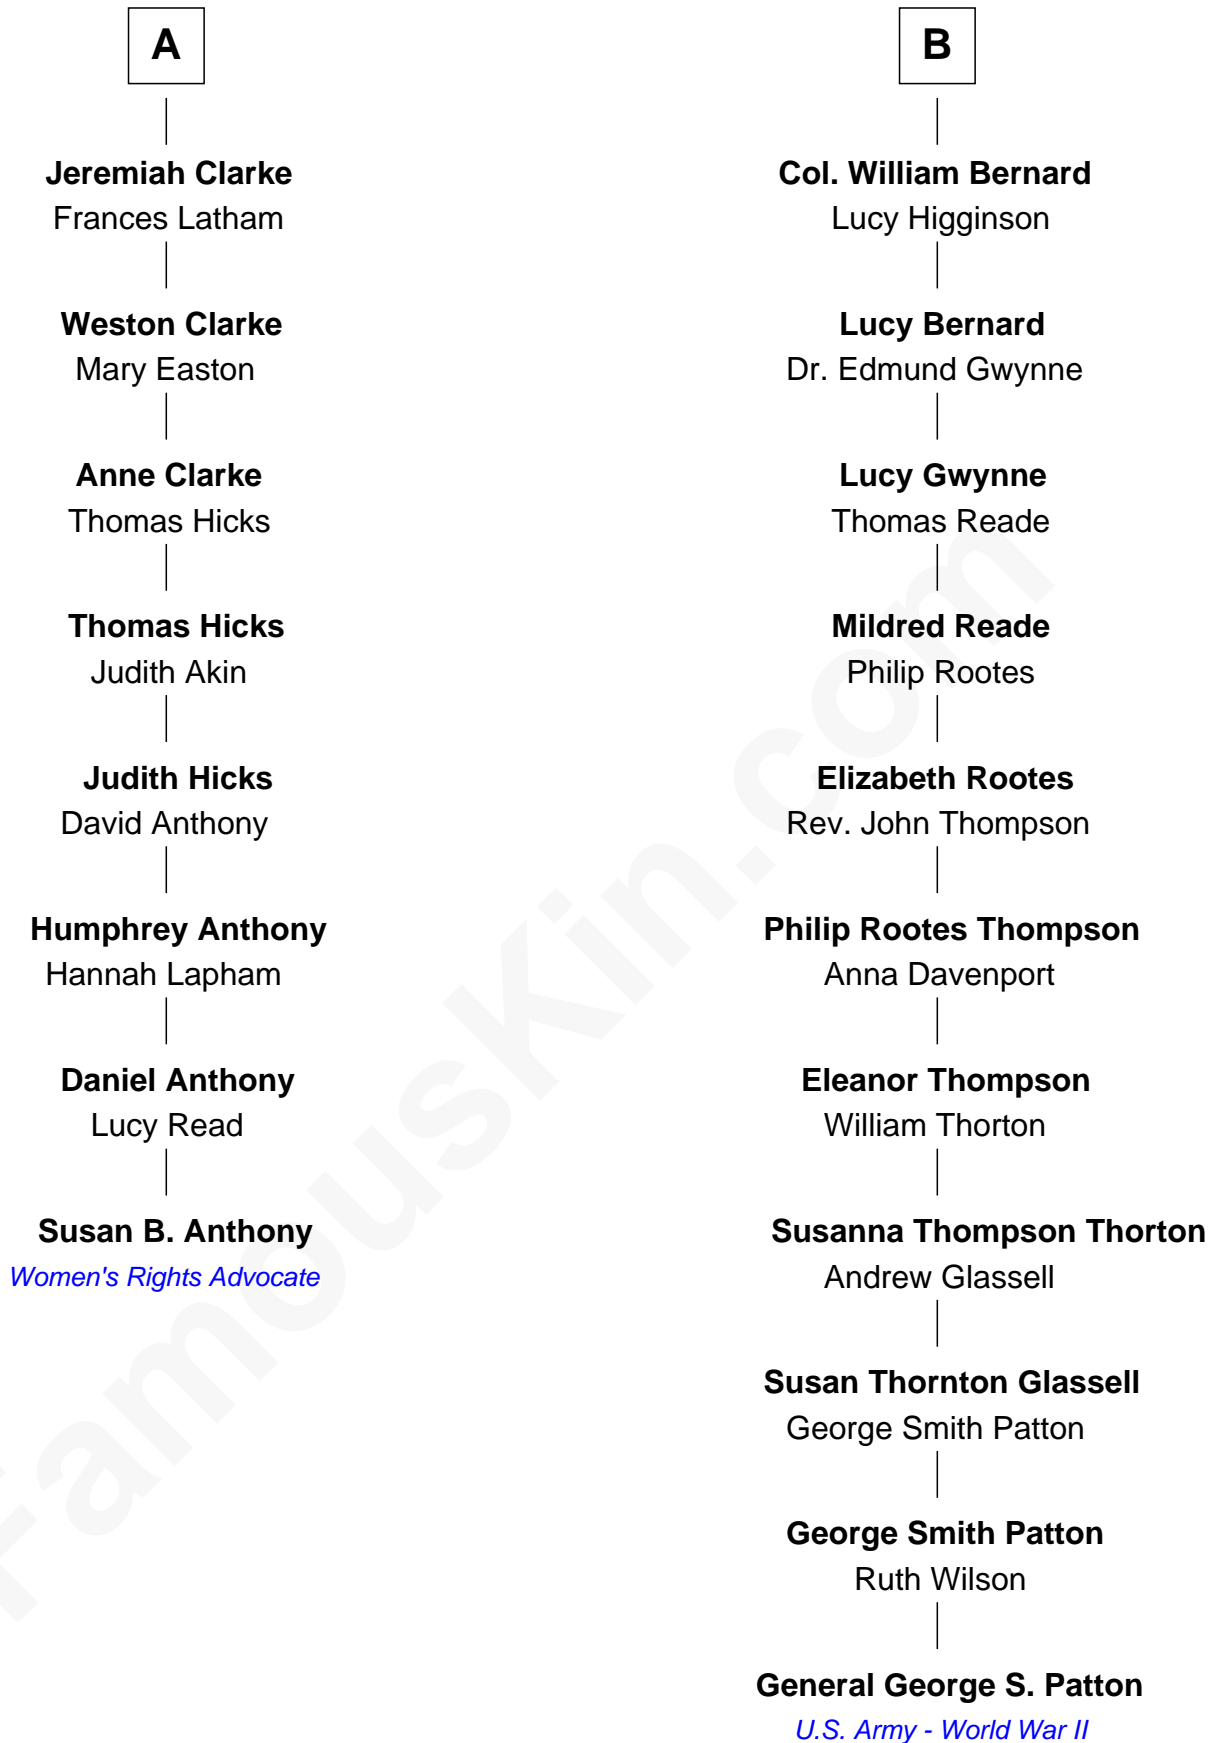 A
Jeremiah Clarke
Frances Latham
Weston Clarke
Mary Easton
Anne Clarke
Thomas Hicks
Thomas Hicks
Judith Akin
Judith Hicks
David Anthony
Humphrey Anthony
Hannah Lapham
Daniel Anthony
Lucy Read
Susan B. Anthony
Women's Rights Advocate
B
Col. William Bernard
Lucy Higginson
Lucy Bernard
Dr. Edmund Gwynne
Lucy Gwynne
Thomas Reade
Mildred Reade
Philip Rootes
Elizabeth Rootes
Rev. John Thompson
Philip Rootes Thompson
Anna Davenport
Eleanor Thompson
William Thorton
Susanna Thompson Thorton
Andrew Glassell
Susan Thornton Glassell
George Smith Patton
George Smith Patton
Ruth Wilson
General George S. Patton
U.S. Army - World War II
FamousKin.com